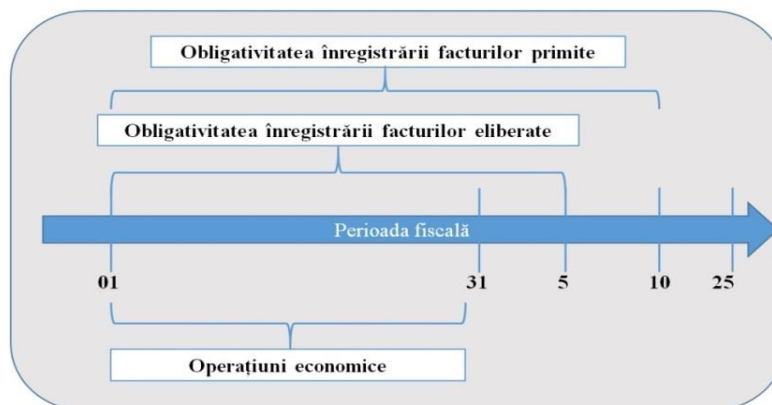 Obligativitatea înregistrării facturilor primite
Obligativitatea înregistrării facturilor eliberate
Perioada fiscală
01 31 5 10 25
Operațiuni economice